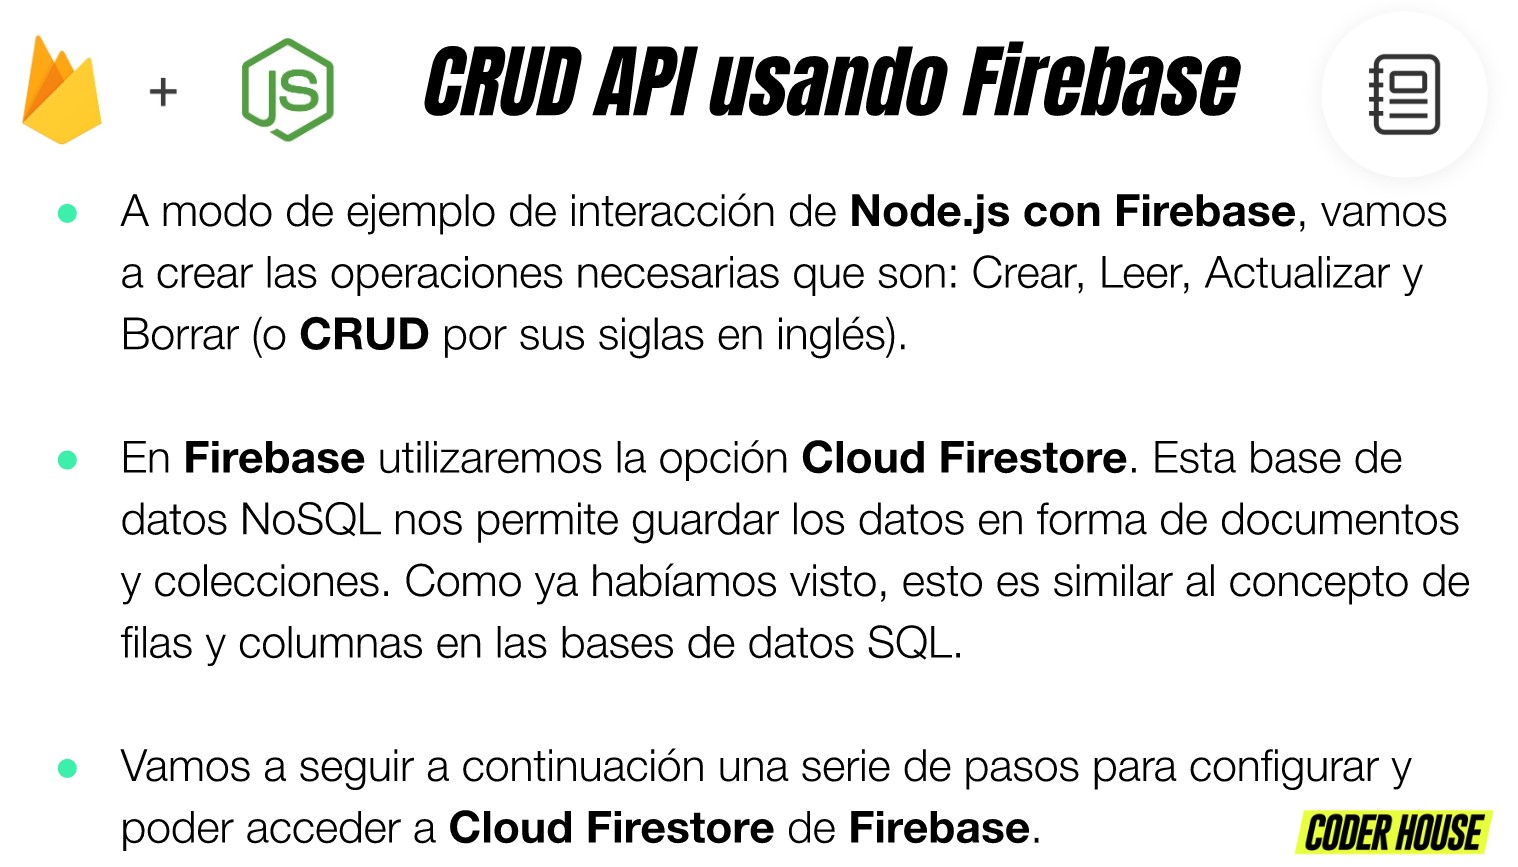 +
JS
CRUD API usando Firebase
● A modo de ejemplo de interacción de Node.js con Firebase, vamos
a crear las operaciones necesarias que son: Crear, Leer, Actualizar y
Borrar (o CRUD por sus siglas en inglés).
● En Firebase utilizaremos la opción Cloud Firestore. Esta base de
datos NoSQL nos permite guardar los datos en forma de documentos
y colecciones. Como ya habíamos visto, esto es similar al concepto de
filas y columnas en las bases de datos SQL.
● Vamos a seguir a continuación una serie de pasos para configurar y
poder acceder a Cloud Firestore de Firebase.
CODER HOUSE